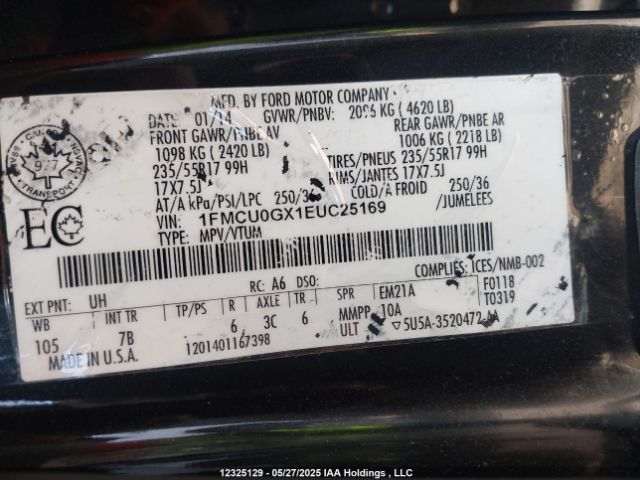 MFD. BY FORD MOTOR COMPANY
DATE 01/14 GVWR/PNBV: 2096 KG ( 4620 LB)
FRONT GAWR/PNBE AV REAR GAWR/PNBE AR
1098 KG ( 2420 LB) 1006 KG ( 2218 LB)
235/55R17 99H TIRES/PNEUS 235/55R17 99H
17X7.5J RIMS/JANTES 17X7.5J
AT/A kPa/PSI/LPC 250/36 COLD/A FROID 250/36
VIN: 1FMCU0GX1EUC25169 /JUMELEES
TYPE: MPV/VTUM
CANADA
TRANSPORT
EC
COMPLIES: ICES/NMB-002
EXT PNT: UH RC: A6 DSO:
WB INT TR TP/PS R AXLE TR SPR EM21A F0118
105 7B 6 3C 6 MMPP 10A T0319
ULT ▽5U5A-3520472-AA
MADE IN U.S.A. 1201401167398
12325129 - 05/27/2025 IAA Holdings , LLC